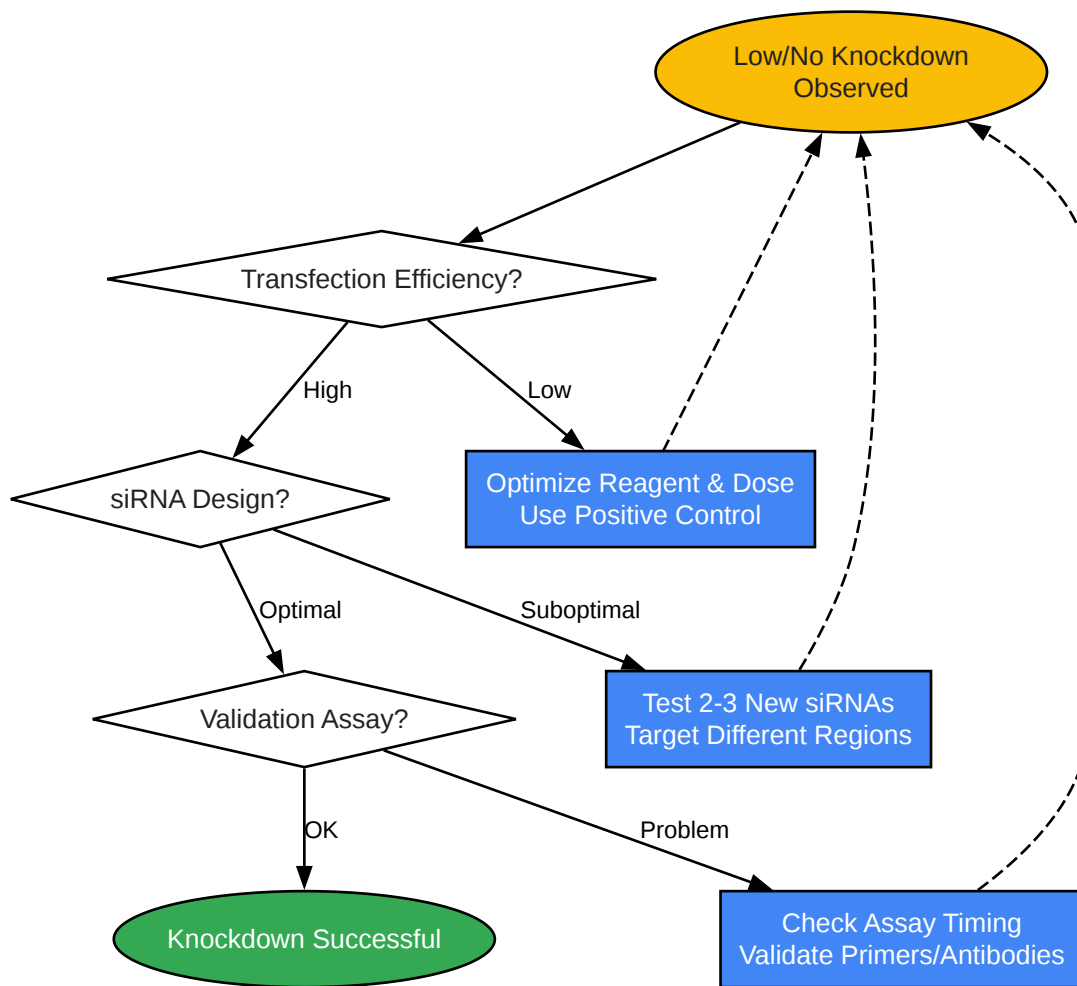 Low/No Knockdown
Observed
Transfection Efficiency?
High
Low
siRNA Design?
Optimize Reagent & Dose
Use Positive Control
Optimal
Suboptimal
Validation Assay?
Test 2-3 New siRNAs
Target Different Regions
OK
Problem
Knockdown Successful
Check Assay Timing
Validate Primers/Antibodies